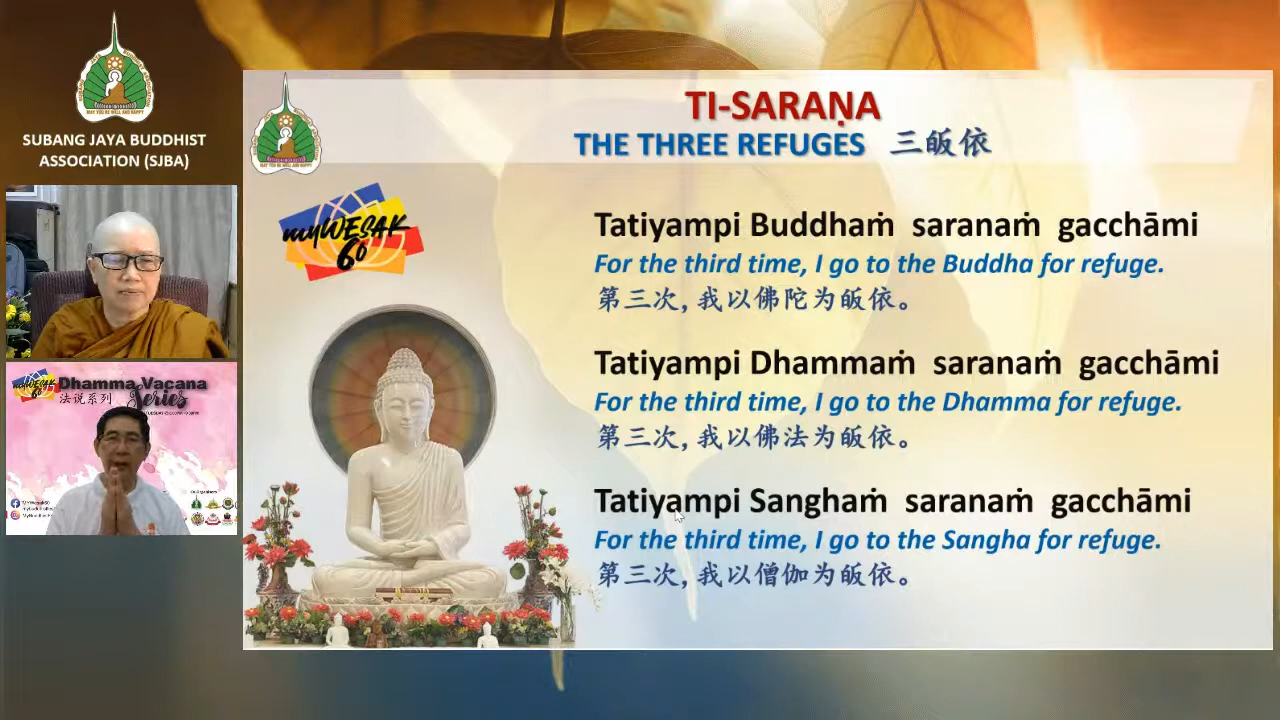 SUBANG JAYA BUDDHIST
ASSOCIATION (SJBA)
TI-SARAṆA
THE THREE REFUGES 三皈依
myWESAK
60
Tatiyampi Buddhaṁ saranaṁ gacchāmi
For the third time, I go to the Buddha for refuge.
第三次, 我以佛陀为皈依。
Tatiyampi Dhammaṁ saranaṁ gacchāmi
For the third time, I go to the Dhamma for refuge.
第三次, 我以佛法为皈依。
Tatiyampi Sanghaṁ saranaṁ gacchāmi
For the third time, I go to the Sangha for refuge.
第三次, 我以僧伽为皈依。
myWESAK
60
Dhamma Vacana
法说系列 Series